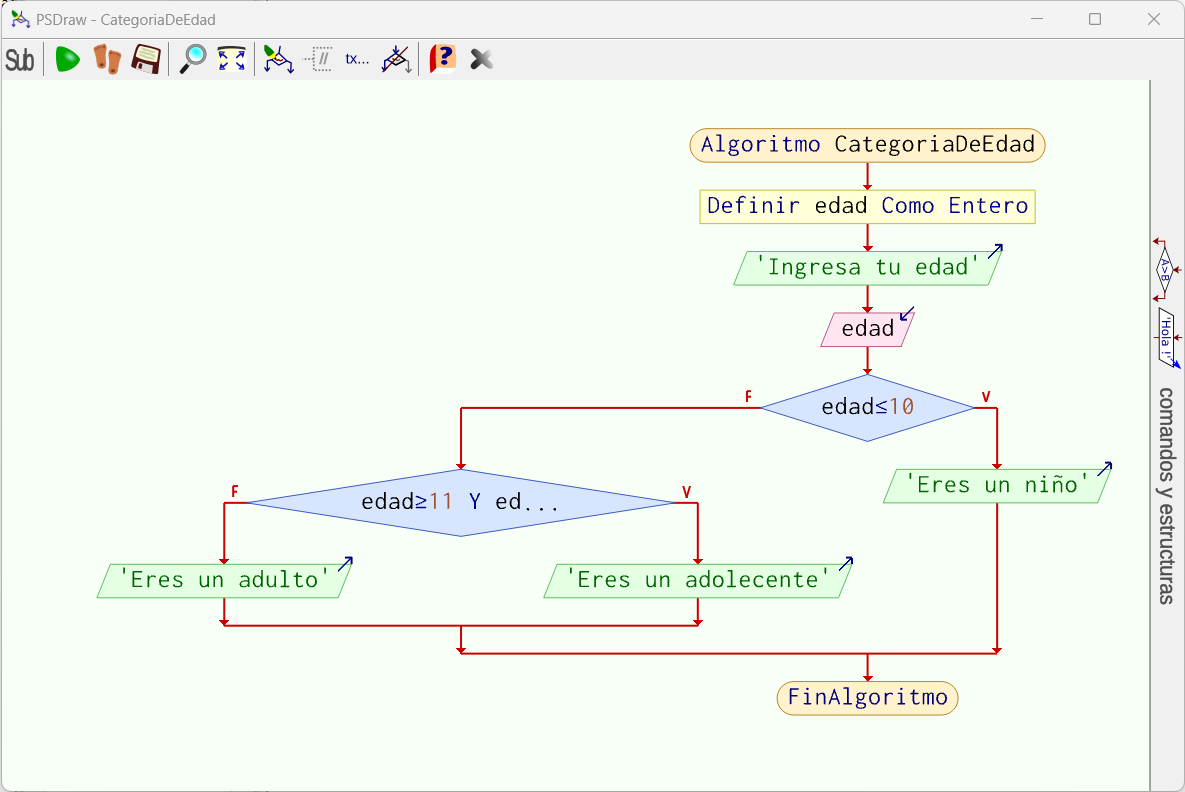 PSDraw - CategoriaDeEdad
Sub // tx... ?
Algoritmo CategoriaDeEdad
Definir edad Como Entero
'Ingresa tu edad'
edad
F edad≤10 V
'Eres un niño'
F edad≥11 Y ed... V
'Eres un adulto' 'Eres un adolecente'
FinAlgoritmo
A>B
'Hola !'
comandos y estructuras